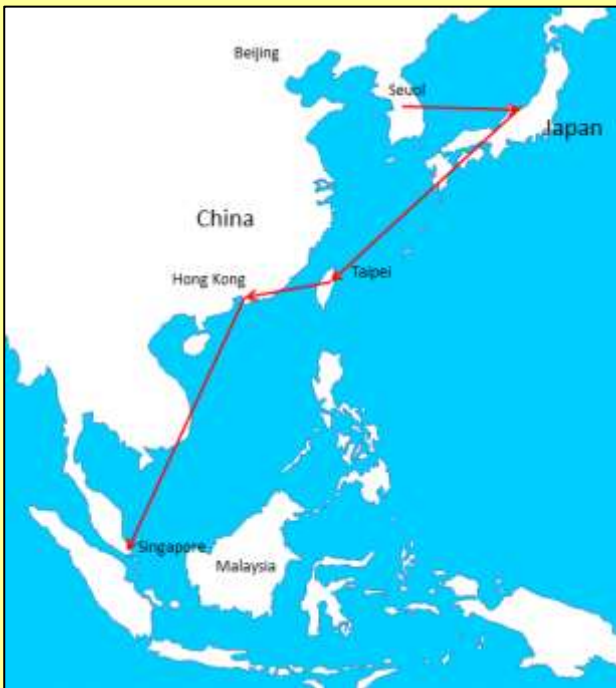 Beijing
Seuol
Japan
China
Taipei
Hong Kong
Singapore
Malaysia